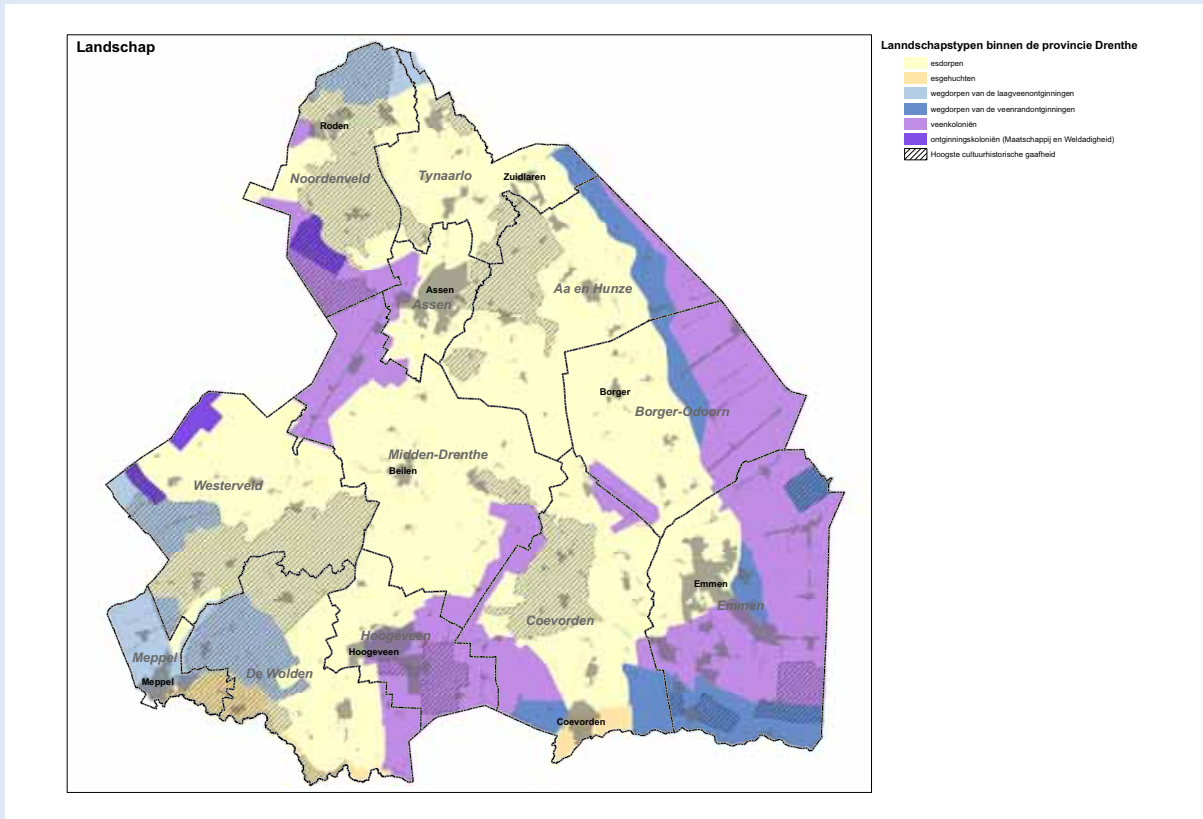 Landschap
Lanndschapstypen binnen de provincie Drenthe
esdorpen
esgehuchten
wegdorpen van de laagveenontginningen
wegdorpen van de veenrandontginningen
veenkoloniën
ontginningskoloniën (Maatschappij en Weldadigheid)
Hoogste cultuurhistorische gaafheid
Roden
Noordenveld
Tynaarlo
Zuidlaren
Assen
Assen
Aa en Hunze
Borger
Borger-Odoorn
Midden-Drenthe
Beilen
Westerveld
Emmen
Emmen
Coevorden
Hoogeveen
Hoogeveen
Meppel
De Wolden
Meppel
Coevorden